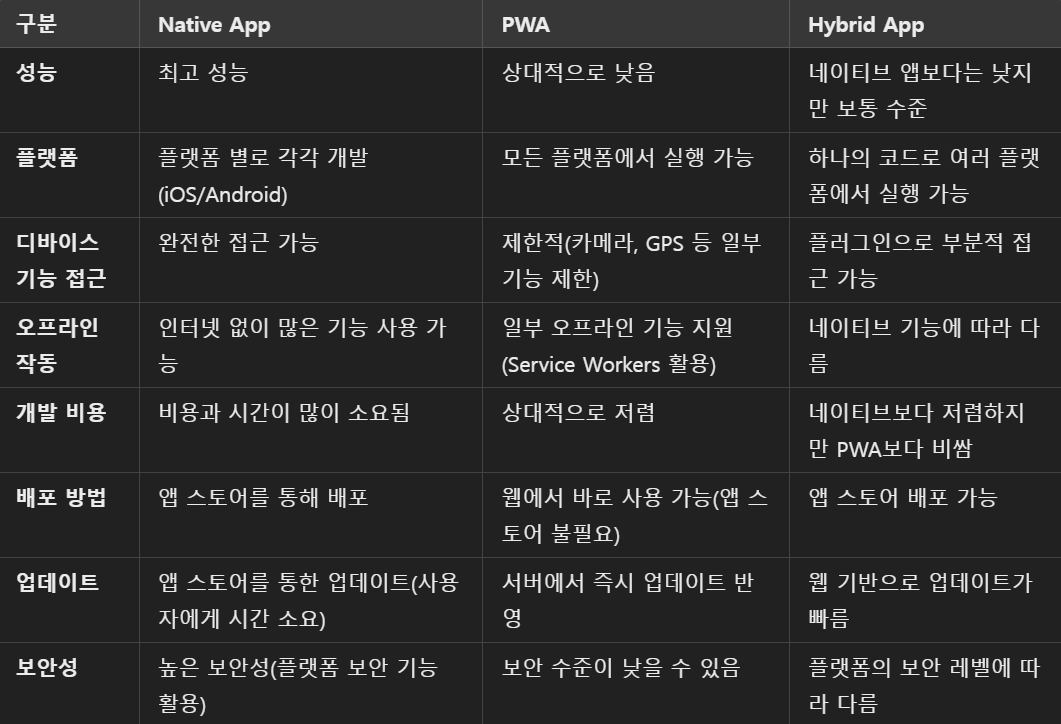 구분 Native App PWA Hybrid App
성능 최고 성능 상대적으로 낮음 네이티브 앱보다는 낮지
만 보통 수준
플랫폼 플랫폼 별로 각각 개발 모든 플랫폼에서 실행 가능 하나의 코드로 여러 플랫
(iOS/Android) 폼에서 실행 가능
디바이스 완전한 접근 가능 제한적(카메라, GPS 등 일부 플러그인으로 부분적 접
기능 접근 기능 제한) 근 가능
오프라인 인터넷 없이 많은 기능 사용 가 일부 오프라인 기능 지원 네이티브 기능에 따라 다
작동 능 (Service Workers 활용) 름
개발 비용 비용과 시간이 많이 소요됨 상대적으로 저렴 네이티브보다 저렴하지
만 PWA보다 비쌈
배포 방법 앱 스토어를 통해 배포 웹에서 바로 사용 가능(앱 스 앱 스토어 배포 가능
토어 불필요)
업데이트 앱 스토어를 통한 업데이트(사용 서버에서 즉시 업데이트 반 웹 기반으로 업데이트가
자에게 시간 소요) 영 빠름
보안성 높은 보안성(플랫폼 보안 기능 보안 수준이 낮을 수 있음 플랫폼의 보안 레벨에 따
활용) 라 다름